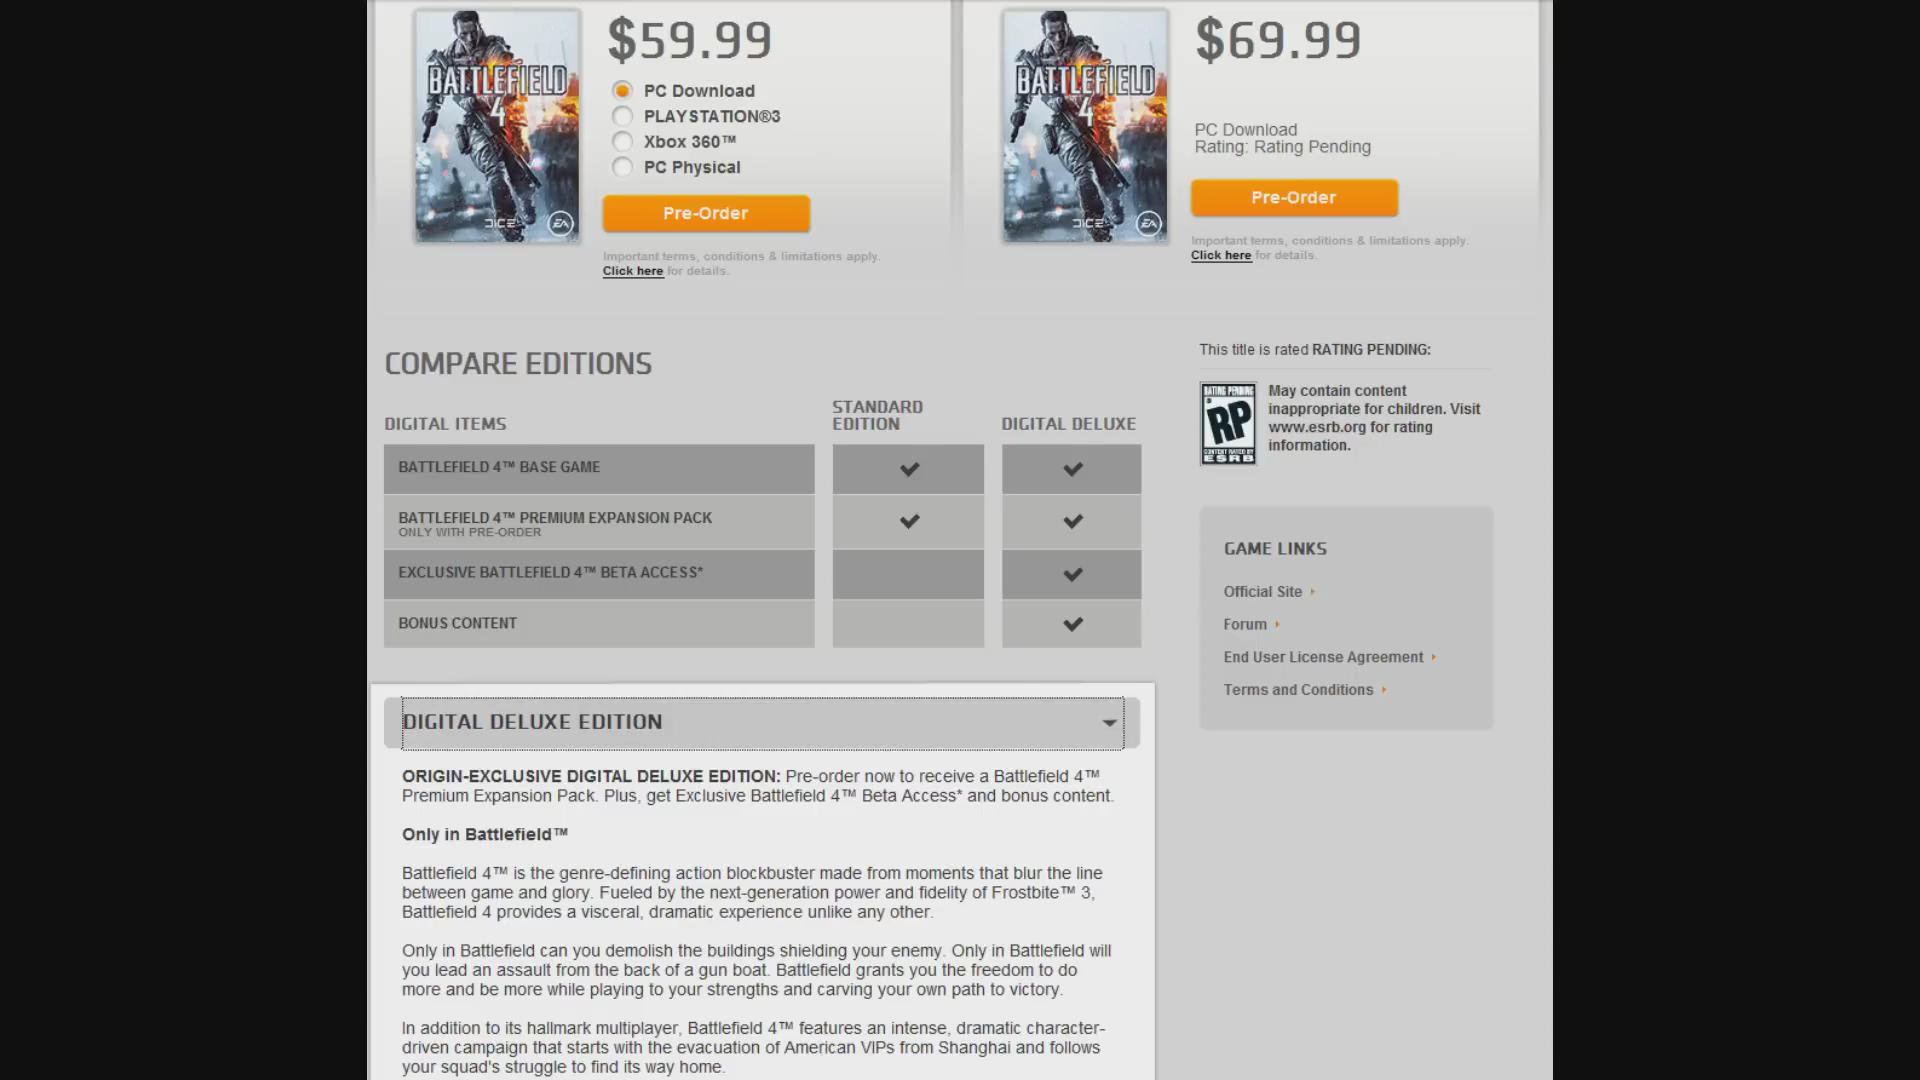 BATTLEFIELD
4
DICE
EA
$59.99
PC Download
PLAYSTATION®3
Xbox 360™
PC Physical
Pre-Order
Important terms, conditions & limitations apply.
Click here for details.
BATTLEFIELD
4
DICE
EA
$69.99
PC Download
Rating: Rating Pending
Pre-Order
Important terms, conditions & limitations apply.
Click here for details.
COMPARE EDITIONS
DIGITAL ITEMS
STANDARD
EDITION
DIGITAL DELUXE
BATTLEFIELD 4™ BASE GAME
BATTLEFIELD 4™ PREMIUM EXPANSION PACK
ONLY WITH PRE-ORDER
EXCLUSIVE BATTLEFIELD 4™ BETA ACCESS*
BONUS CONTENT
This title is rated RATING PENDING:
RATING PENDING
RP
CONTENT RATED BY
ESRB
May contain content
inappropriate for children. Visit
www.esrb.org for rating
information.
GAME LINKS
Official Site
Forum
End User License Agreement
Terms and Conditions
DIGITAL DELUXE EDITION
ORIGIN-EXCLUSIVE DIGITAL DELUXE EDITION: Pre-order now to receive a Battlefield 4™
Premium Expansion Pack. Plus, get Exclusive Battlefield 4™ Beta Access* and bonus content.
Only in Battlefield™
Battlefield 4™ is the genre-defining action blockbuster made from moments that blur the line
between game and glory. Fueled by the next-generation power and fidelity of Frostbite™ 3,
Battlefield 4 provides a visceral, dramatic experience unlike any other.
Only in Battlefield can you demolish the buildings shielding your enemy. Only in Battlefield will
you lead an assault from the back of a gun boat. Battlefield grants you the freedom to do
more and be more while playing to your strengths and carving your own path to victory.
In addition to its hallmark multiplayer, Battlefield 4™ features an intense, dramatic character-
driven campaign that starts with the evacuation of American VIPs from Shanghai and follows
your squad's struggle to find its way home.